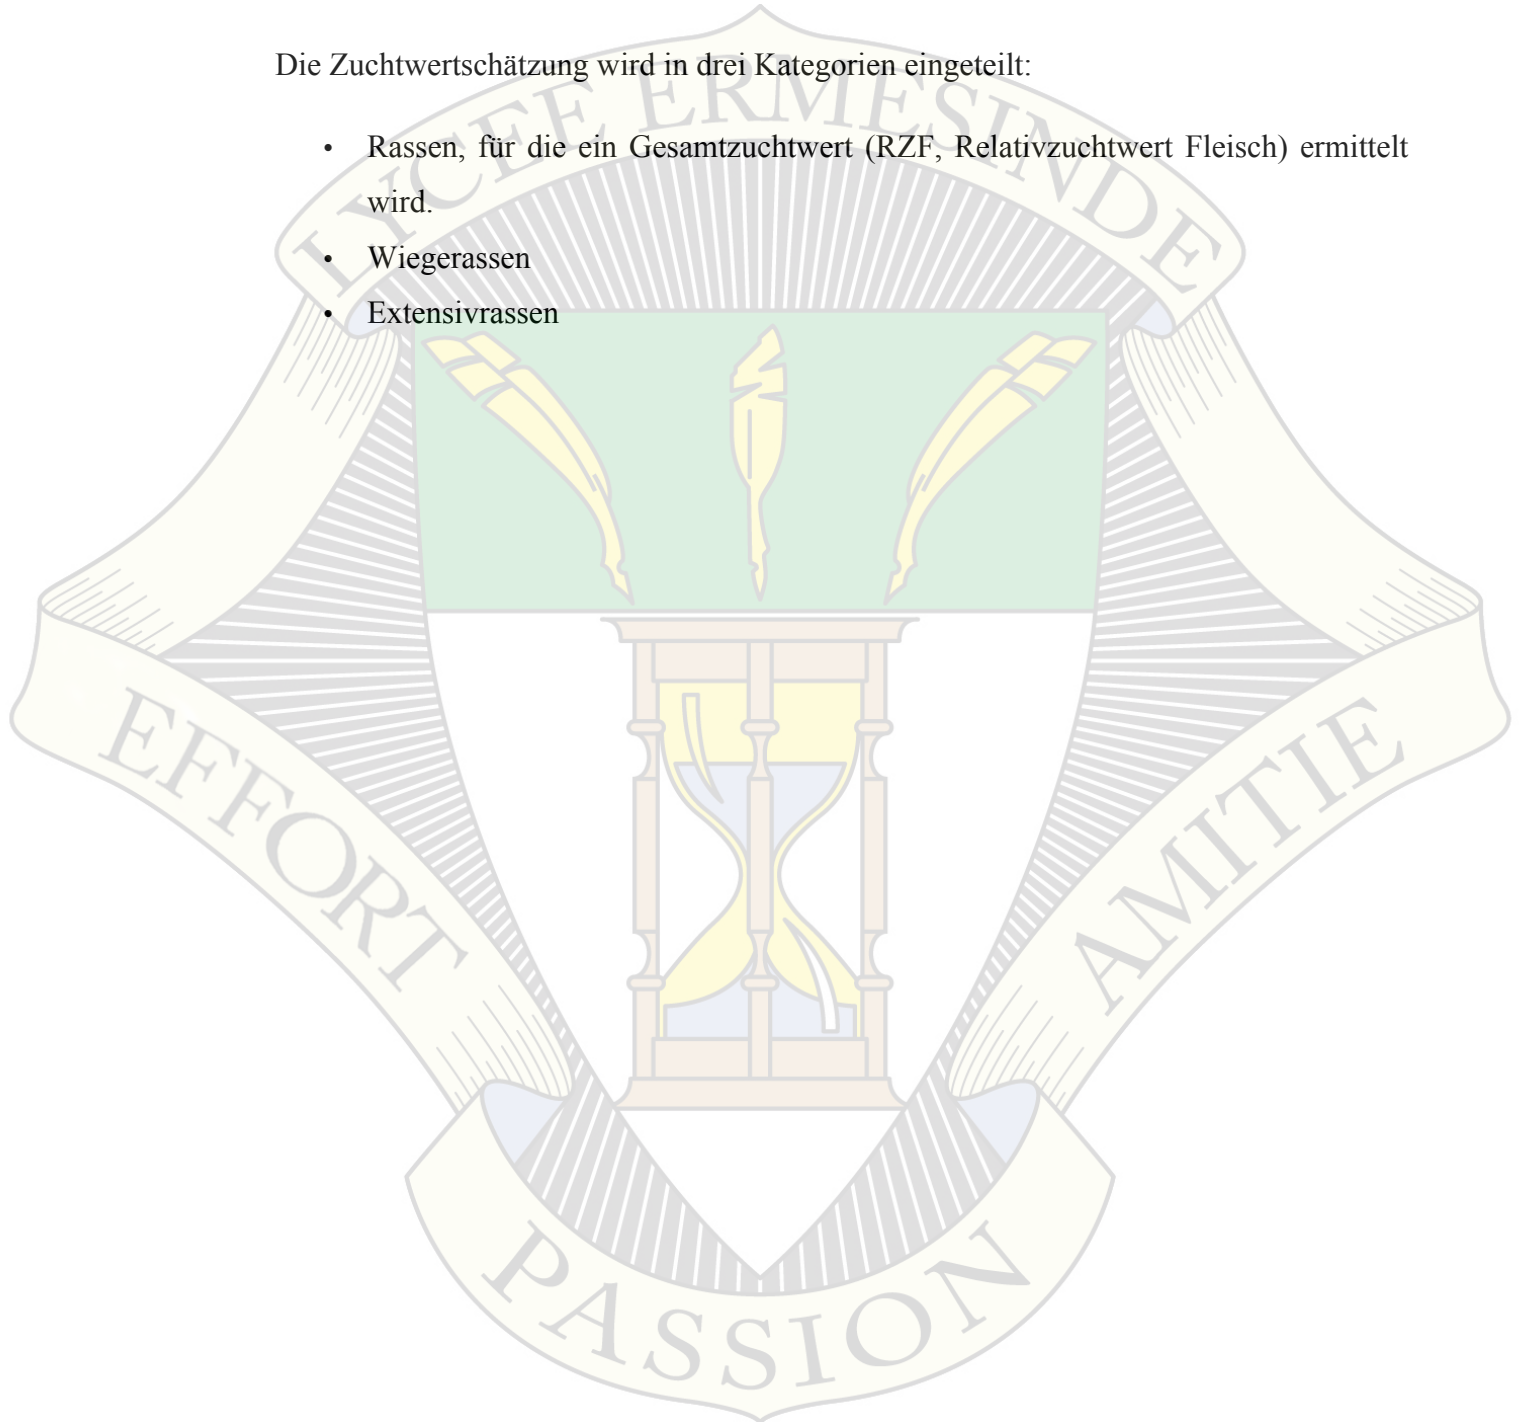 Die Zuchtwertschätzung wird in drei Kategorien eingeteilt:
• Rassen, für die ein Gesamtzuchtwert (RZF, Relativzuchtwert Fleisch) ermittelt
wird.
• Wiegerassen
• Extensivrassen
LYCEE ERMESINDE
EFFORT
AMITIE
PASSION